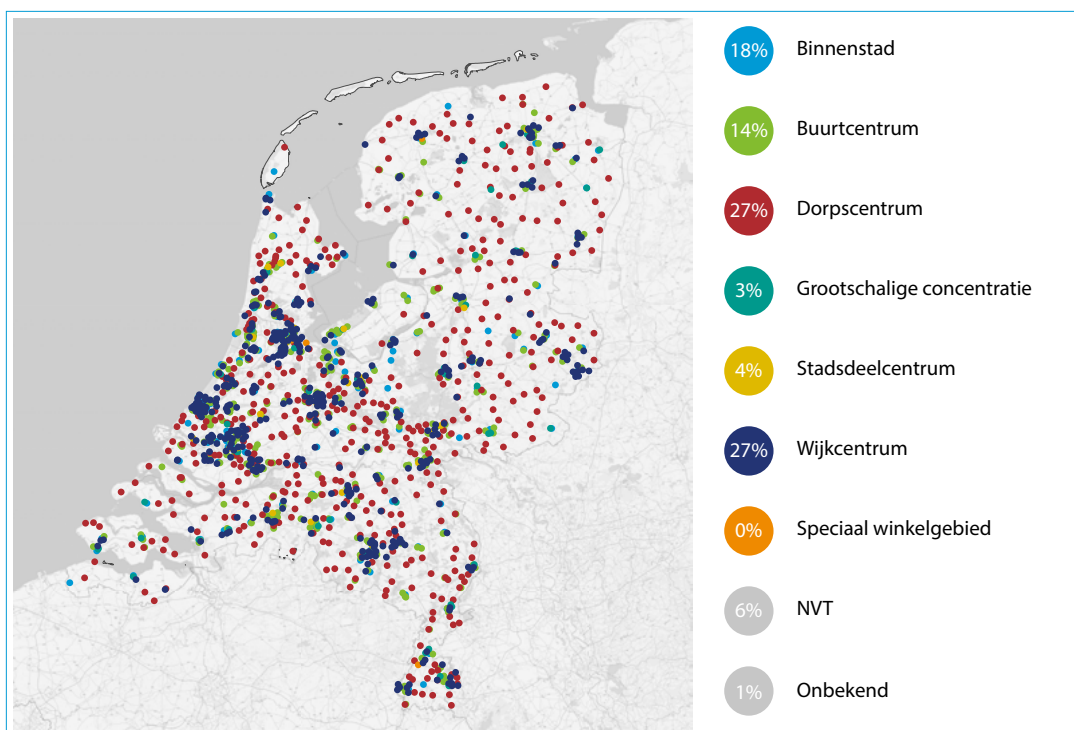 18% Binnenstad
14% Buurtcentrum
27% Dorpscentrum
3% Grootschalige concentratie
4% Stadsdeelcentrum
27% Wijkcentrum
0% Speciaal winkelgebied
6% NVT
1% Onbekend